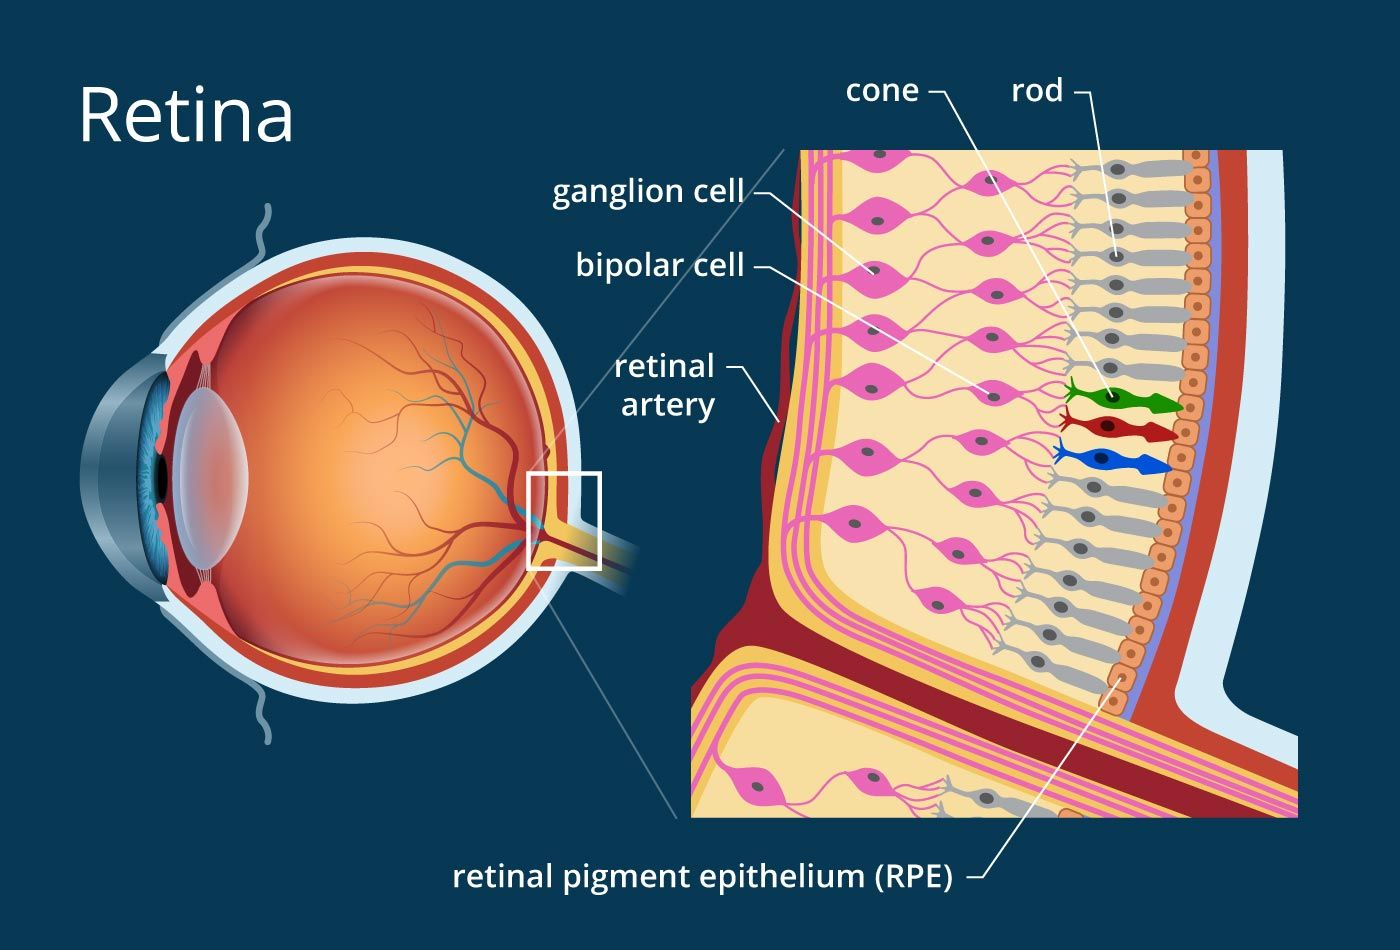 Retina
cone
rod
ganglion cell
bipolar cell
retinal
artery
retinal pigment epithelium (RPE)